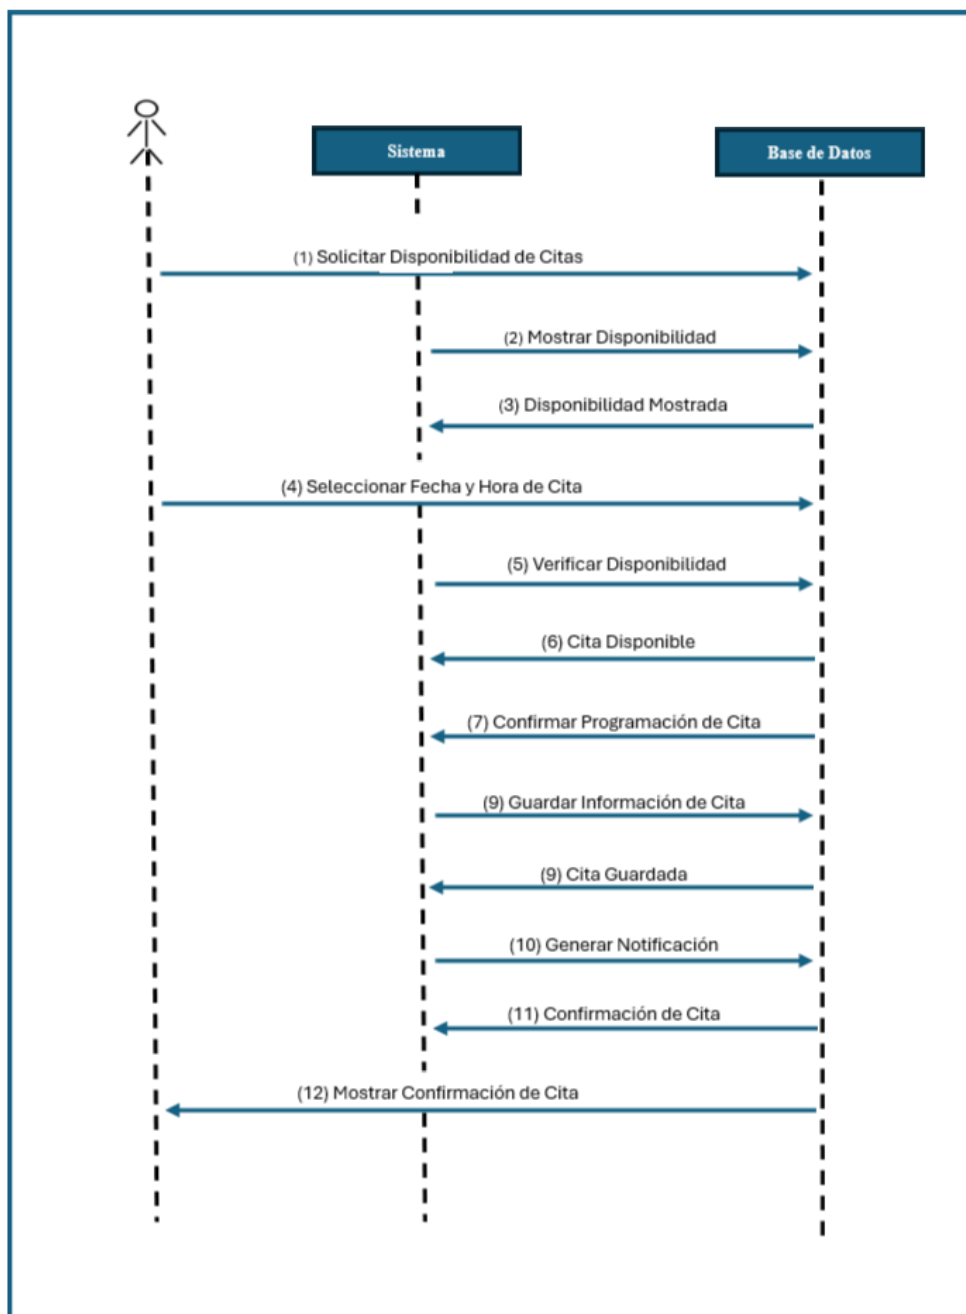 Sistema
Base de Datos
(1) Solicitar Disponibilidad de Citas
(2) Mostrar Disponibilidad
(3) Disponibilidad Mostrada
(4) Seleccionar Fecha y Hora de Cita
(5) Verificar Disponibilidad
(6) Cita Disponible
(7) Confirmar Programación de Cita
(9) Guardar Información de Cita
(9) Cita Guardada
(10) Generar Notificación
(11) Confirmación de Cita
(12) Mostrar Confirmación de Cita